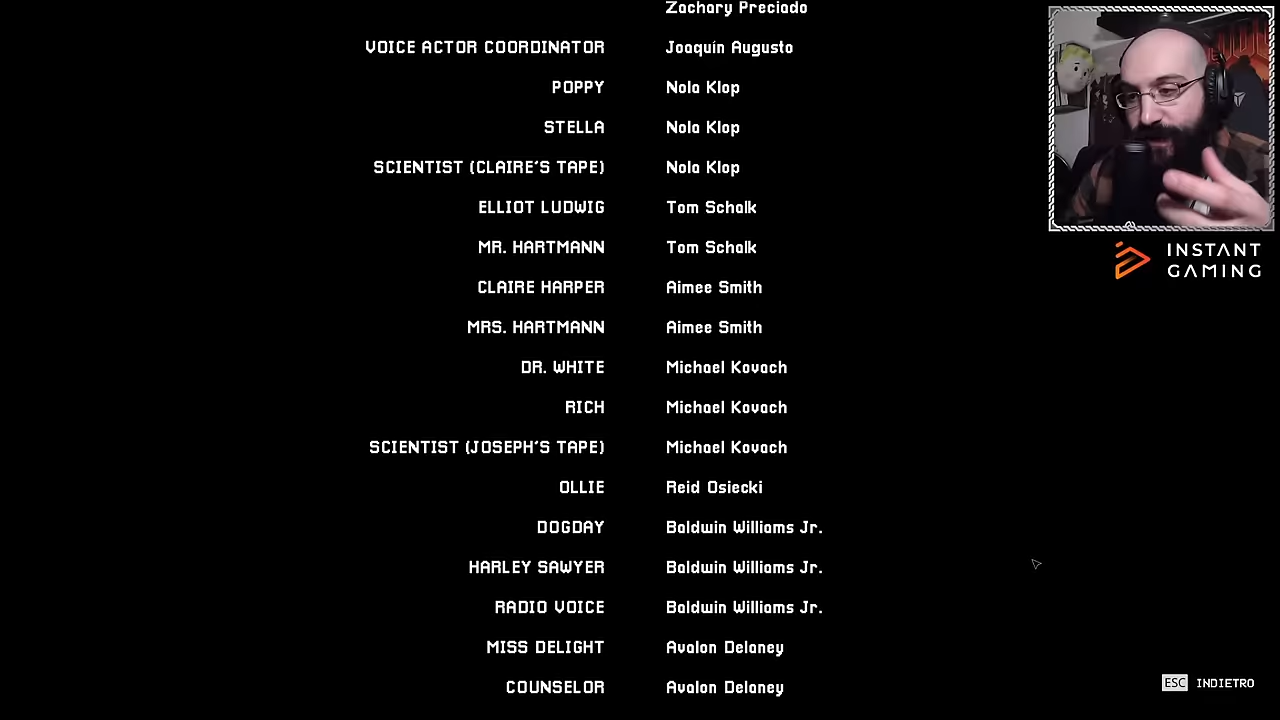 Zachary Preciado
VOICE ACTOR COORDINATOR Joaquín Augusto
POPPY Nola Klop
STELLA Nola Klop
SCIENTIST (CLAIRE'S TAPE) Nola Klop
ELLIOT LUDWIG Tom Schalk
MR. HARTMANN Tom Schalk
CLAIRE HARPER Aimee Smith
MRS. HARTMANN Aimee Smith
DR. WHITE Michael Kovach
RICH Michael Kovach
SCIENTIST (JOSEPH'S TAPE) Michael Kovach
OLLIE Reid Osiecki
DOGDAY Baldwin Williams Jr.
HARLEY SAWYER Baldwin Williams Jr.
RADIO VOICE Baldwin Williams Jr.
MISS DELIGHT Avalon Delaney
COUNSELOR Avalon Delaney
INSTANT
GAMING
ESC INDIETRO